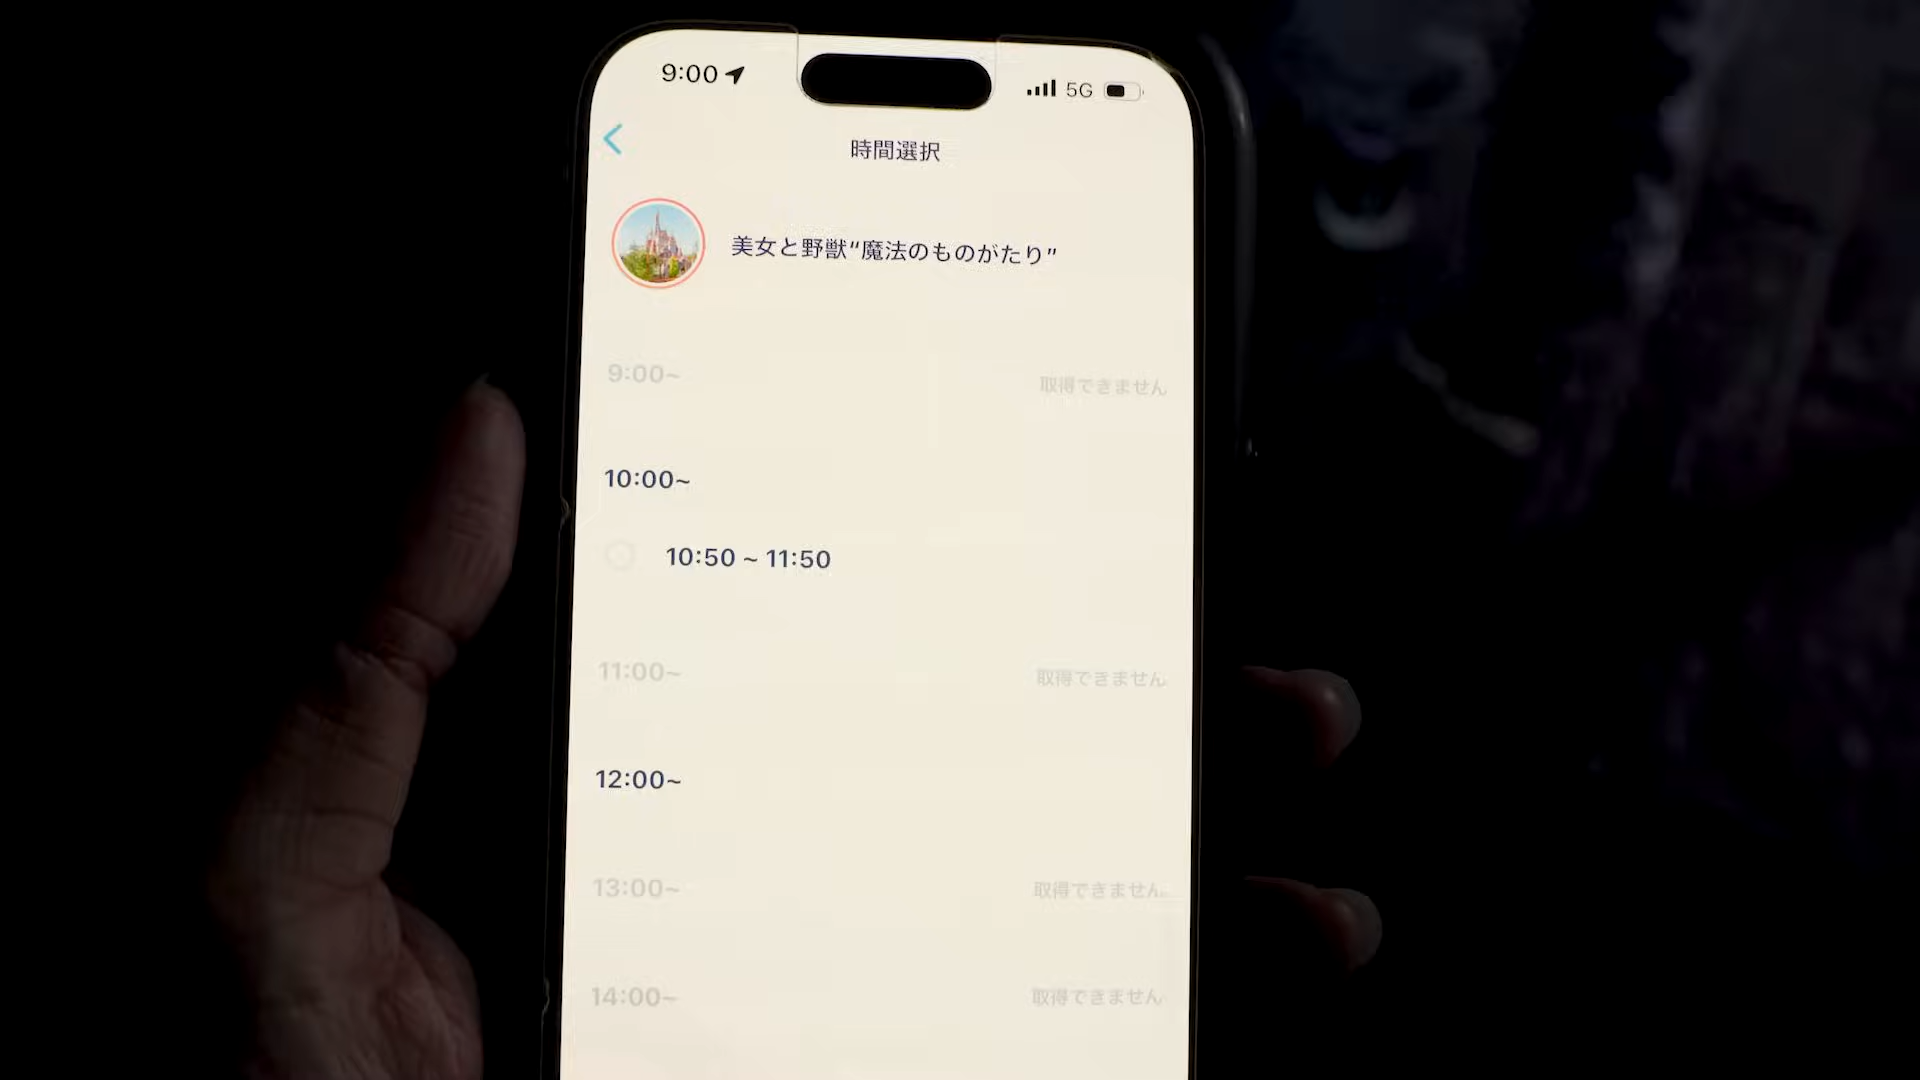 9:00
5G
時間選択
美女と野獣“魔法のものがたり”
9:00~ 取得できません
10:00~
10:50 ~ 11:50
11:00~ 取得できません
12:00~
13:00~ 取得できません
14:00~ 取得できません